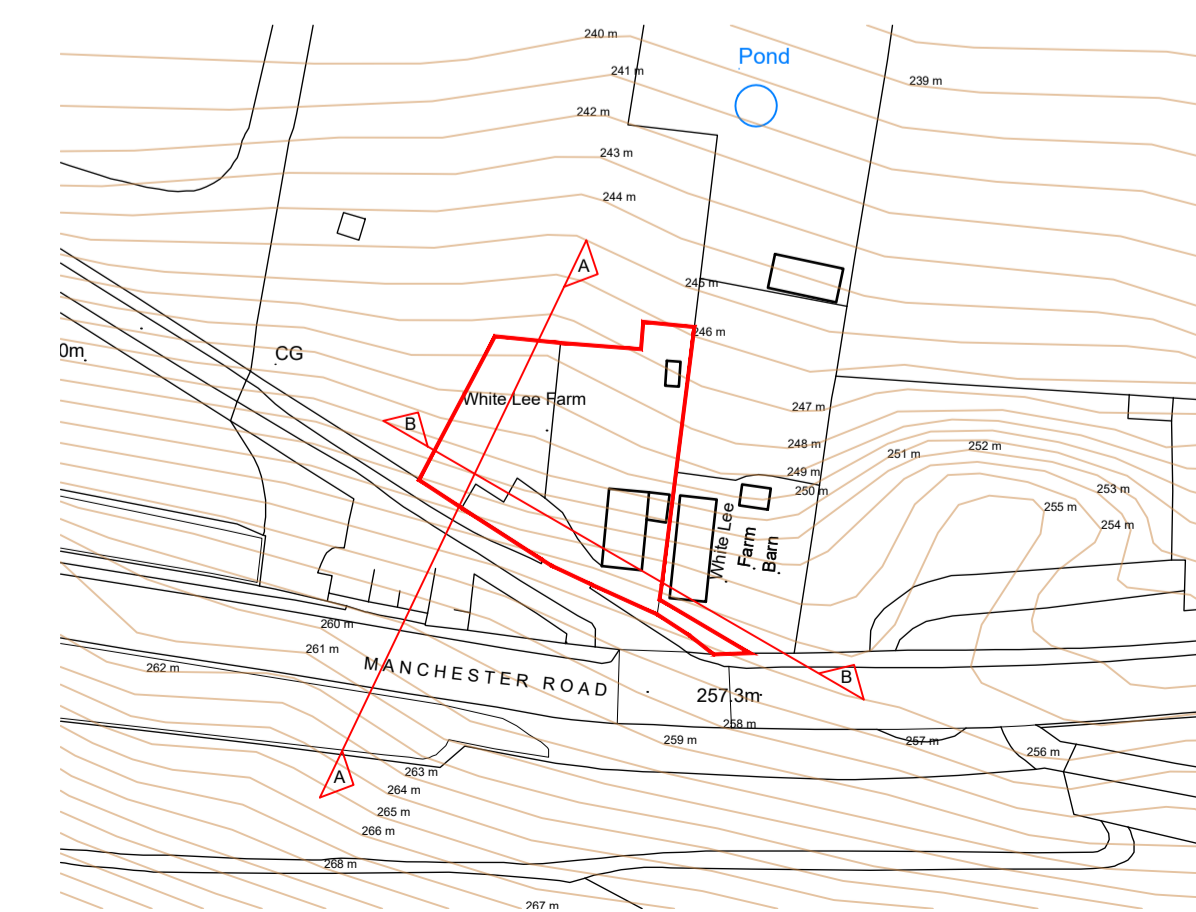 240 m
Pond
241 m
239 m
242 m
243 m
244 m
A
245 m
246 m
0m
CG
White Lee Farm
247 m
B
248 m
251 m
252 m
249 m
250 m
253 m
255 m
254 m
White Lee
Farm
Barn
260 m
261 m
262 m
MANCHESTER ROAD
B
257.3m
258 m
259 m
257 m
256 m
A
263 m
264 m
265 m
266 m
268 m
267 m